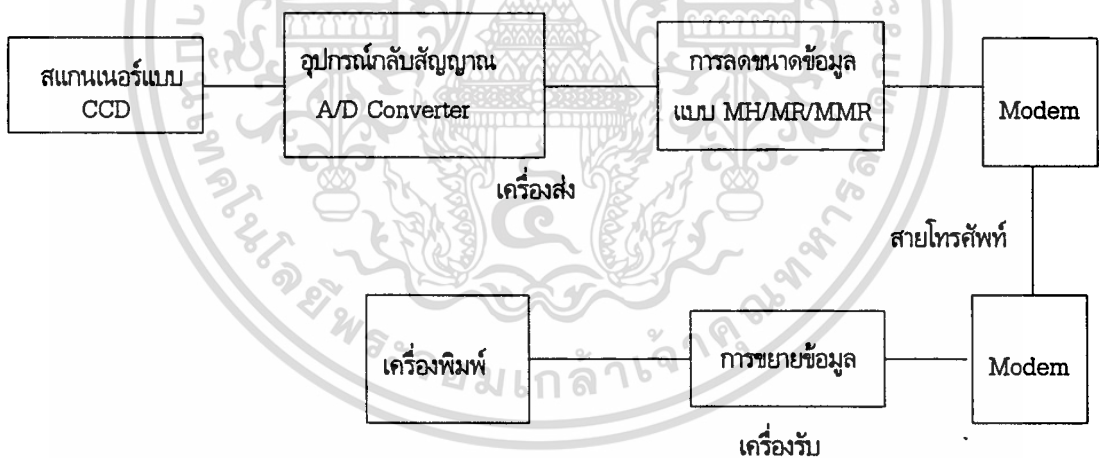 สแกนเนอร์แบบ
CCD
อุปกรณ์กลับสัญญาณ
A/D Converter
การลดขนาดข้อมูล
แบบ MH/MR/MMR
Modem
เครื่องส่ง
สายโทรศัพท์
เครื่องพิมพ์
การขยายข้อมูล
Modem
เครื่องรับ